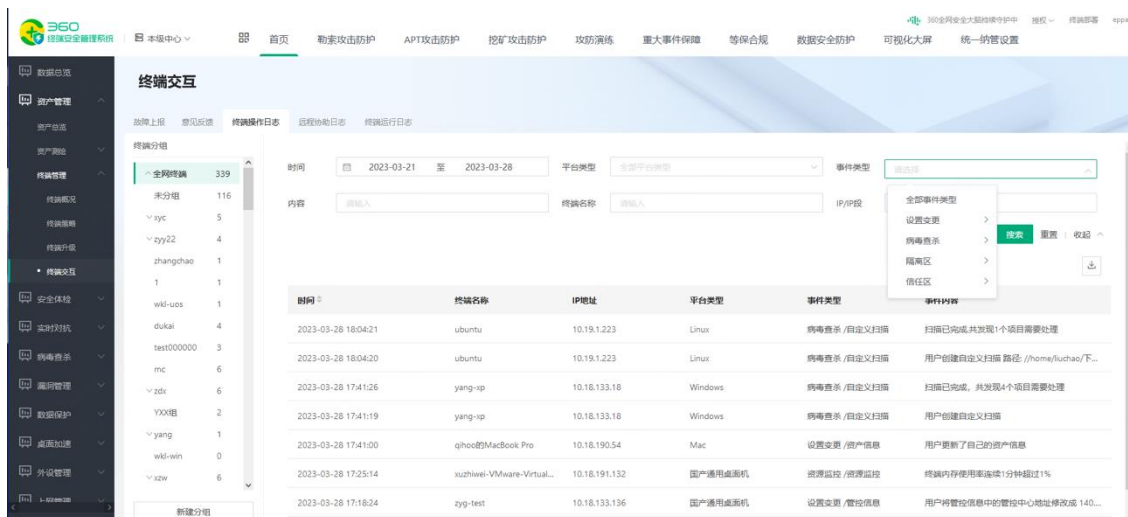 360
终端安全管理系统
本级中心
首页 勒索攻击防护 APT攻击防护 挖矿攻击防护 攻防演练 重大事件保障 等保合规 数据安全防护 可视化大屏 统一纳管设置
360全网安全大脑持续守护中 授权 终端部署 eppa
数据总览
资产管理
资产总览
资产测绘
终端管理
终端概况
终端策略
终端升级
终端交互
安全体检
实时对抗
病毒查杀
漏洞管理
数据保护
桌面加速
外设管理
上网管理
终端交互
故障上报 意见反馈 终端操作日志 远程协助日志 终端运行日志
终端分组
全网终端 339
未分组 116
xyc 5
zyy22 4
zhangchao 1
1 1
wkl-uos 1
dukai 4
test000000 3
mc 6
zdx 6
YXX组 2
yang 1
wkl-win 0
xzw 6
新建分组
时间 2023-03-21 至 2023-03-28 平台类型 全部平台类型 事件类型 请选择
内容 请输入 终端名称 请输入 IP/IP段
全部事件类型
设置变更
病毒查杀
隔离区
信任区
搜索 重置 收起
时间 终端名称 IP地址 平台类型 事件类型 事件内容
2023-03-28 18:04:21 ubuntu 10.19.1.223 Linux 病毒查杀 /自定义扫描 扫描已完成,共发现1个项目需要处理
2023-03-28 18:04:20 ubuntu 10.19.1.223 Linux 病毒查杀 /自定义扫描 用户创建自定义扫描 路径: //home/liuchao/下...
2023-03-28 17:41:26 yang-xp 10.18.133.18 Windows 病毒查杀 /自定义扫描 扫描已完成，共发现4个项目需要处理
2023-03-28 17:41:19 yang-xp 10.18.133.18 Windows 病毒查杀 /自定义扫描 用户创建自定义扫描
2023-03-28 17:41:00 qihoo的MacBook Pro 10.18.190.54 Mac 设置变更 /资产信息 用户更新了自己的资产信息
2023-03-28 17:25:14 xuzhiwei-VMware-Virtual... 10.18.191.132 国产通用桌面机 资源监控 /资源监控 终端内存使用率连续1分钟超过1%
2023-03-28 17:18:24 zyg-test 10.18.133.136 国产通用桌面机 设置变更 /管控信息 用户将管控信息中的管控中心地址修改成 140....